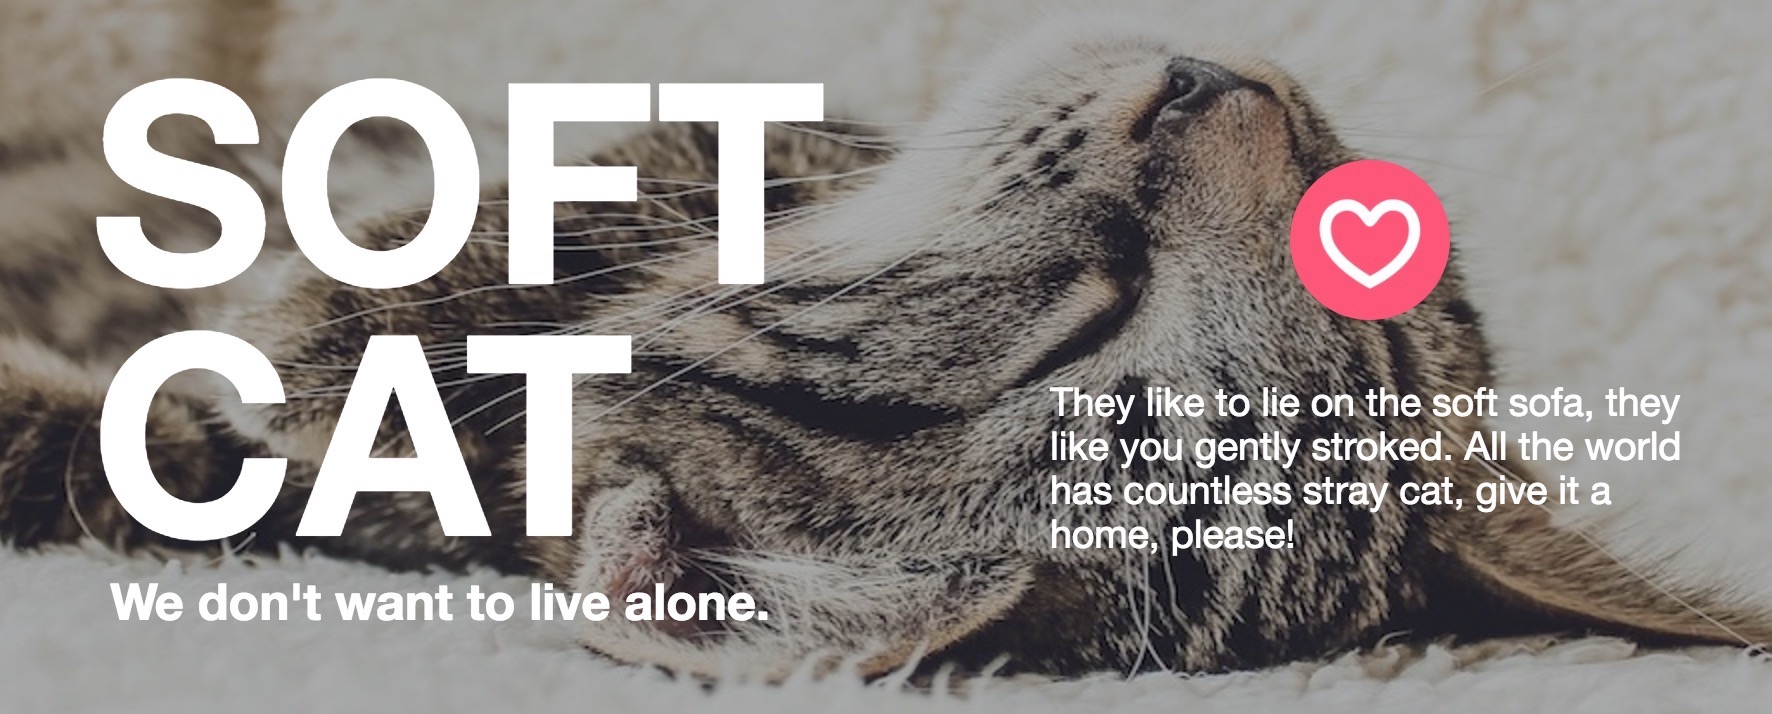 SOFT
CAT
We don't want to live alone.
They like to lie on the soft sofa, they
like you gently stroked. All the world
has countless stray cat, give it a
home, please!